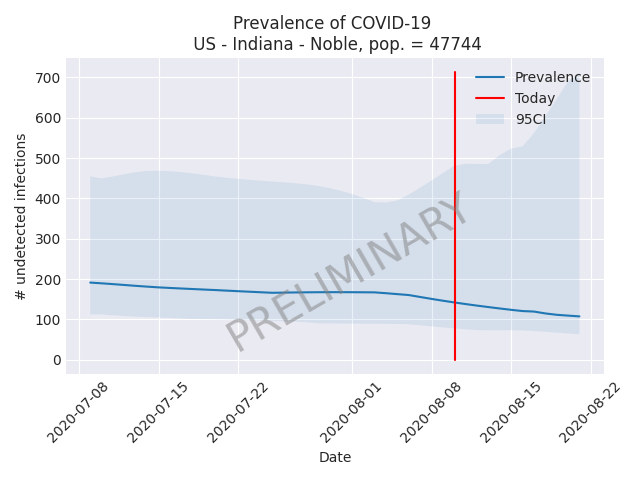 Prevalence of COVID-19
US - Indiana - Noble, pop. = 47744
# undetected infections
700
600
500
400
300
200
100
0
Prevalence
Today
95CI
PRELIMINARY
2020-07-08
2020-07-15
2020-07-22
2020-08-01
2020-08-08
2020-08-15
2020-08-22
Date